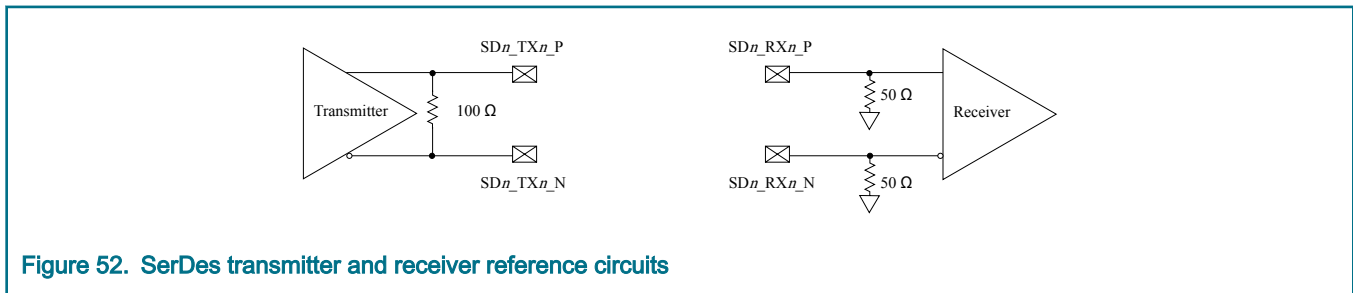 SDn_TXn_P
SDn_RXn_P
Transmitter
100 Ω
50 Ω
Receiver
SDn_TXn_N
SDn_RXn_N
50 Ω
Figure 52. SerDes transmitter and receiver reference circuits